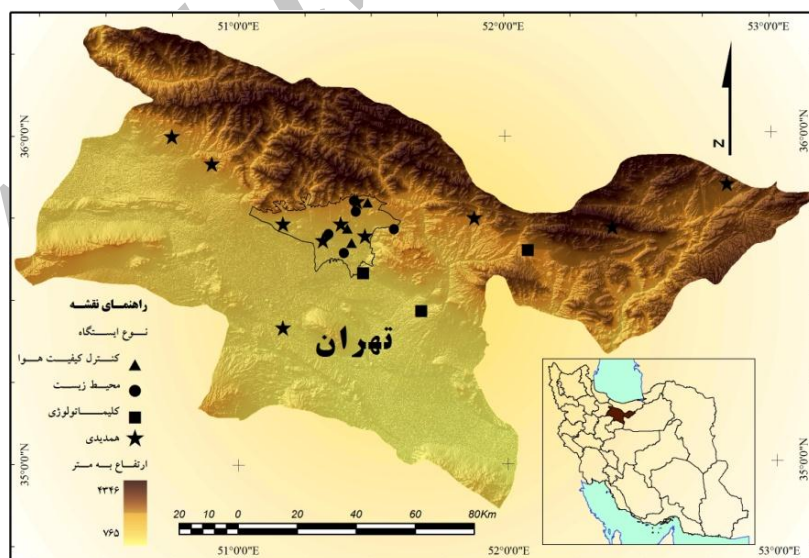 51°0'0"E
52°0'0"E
53°0'0"E
36°0'0"N
36°0'0"N
N
تهران
راهنمای نقشه
نوع ایستگاه
کنترل کیفیت هوا
محیط زیست
کلیماتولوژی
همدیدی
ارتفاع به متر
۴۳۴۶
۷۶۵
35°0'0"N
35°0'0"N
20 10 0 20 40 60 80Km
51°0'0"E
52°0'0"E
53°0'0"E